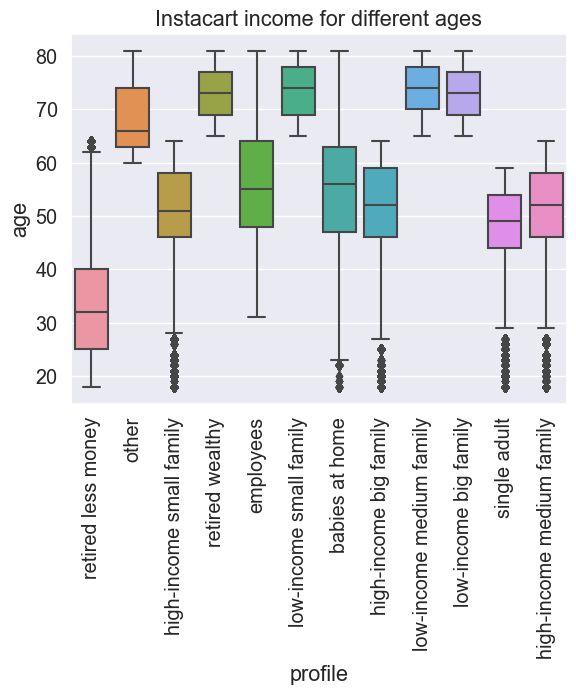 Instacart income for different ages
80
70
60
50
40
30
20
age
retired less money
other
high-income small family
retired wealthy
employees
low-income small family
babies at home
high-income big family
low-income medium family
low-income big family
single adult
high-income medium family
profile